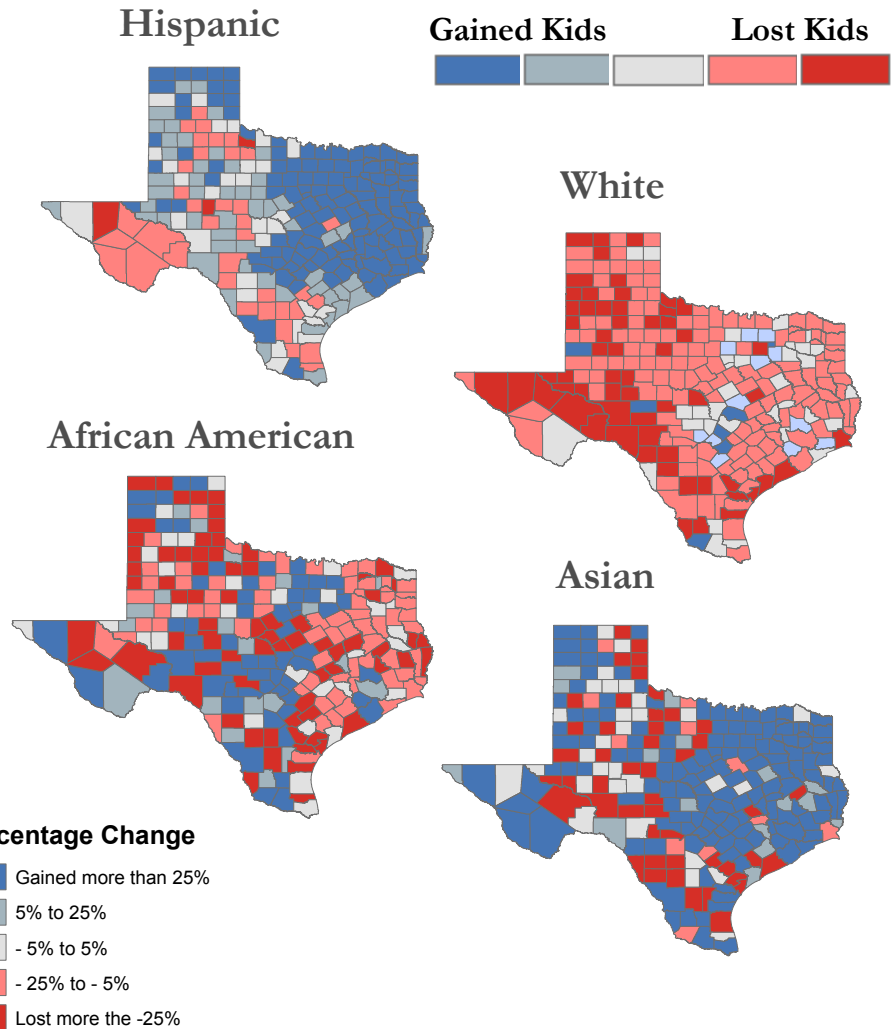 Hispanic
Gained Kids Lost Kids
White
African American
Asian
centage Change
Gained more than 25%
5% to 25%
- 5% to 5%
- 25% to - 5%
Lost more the -25%